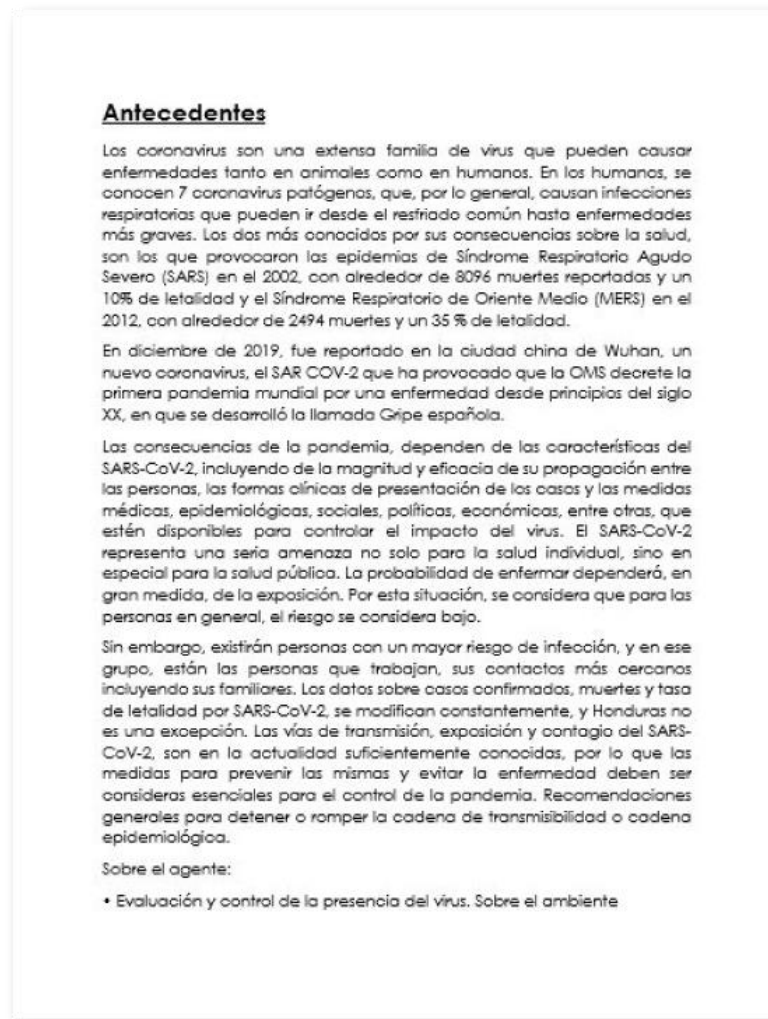 Antecedentes
Los coronavirus son una extensa familia de virus que pueden causar
enfermedades tanto en animales como en humanos. En los humanos, se
conocen 7 coronavirus patógenos, que, por lo general, causan infecciones
respiratorias que pueden ir desde el resfriado común hasta enfermedades
más graves. Los dos más conocidos por sus consecuencias sobre la salud,
son los que provocaron las epidemias de Síndrome Respiratorio Agudo
Severo (SARS) en el 2002, con alrededor de 8096 muertes reportadas y un
10% de letalidad y el Síndrome Respiratorio de Oriente Medio (MERS) en el
2012, con alrededor de 2494 muertes y un 35 % de letalidad.
En diciembre de 2019, fue reportado en la ciudad china de Wuhan, un
nuevo coronavirus, el SAR COV-2 que ha provocado que la OMS decrete la
primera pandemia mundial por una enfermedad desde principios del siglo
XX, en que se desarrolló la llamada Gripe española.
Las consecuencias de la pandemia, dependen de las características del
SARS-CoV-2, incluyendo de la magnitud y eficacia de su propagación entre
las personas, las formas clínicas de presentación de los casos y las medidas
médicas, epidemiológicas, sociales, políticas, económicas, entre otras, que
estén disponibles para controlar el impacto del virus. El SARS-CoV-2
representa una seria amenaza no solo para la salud individual, sino en
especial para la salud pública. La probabilidad de enfermar dependerá, en
gran medida, de la exposición. Por esta situación, se considera que para las
personas en general, el riesgo se considera bajo.
Sin embargo, existirán personas con un mayor riesgo de infección, y en ese
grupo, están las personas que trabajan, sus contactos más cercanos
incluyendo sus familiares. Los datos sobre casos confirmados, muertes y tasa
de letalidad por SARS-CoV-2, se modifican constantemente, y Honduras no
es una excepción. Las vías de transmisión, exposición y contagio del SARS-
CoV-2, son en la actualidad suficientemente conocidas, por lo que las
medidas para prevenir las mismas y evitar la enfermedad deben ser
consideras esenciales para el control de la pandemia. Recomendaciones
generales para detener o romper la cadena de transmisibilidad o cadena
epidemiológica.
Sobre el agente:
• Evaluación y control de la presencia del virus. Sobre el ambiente